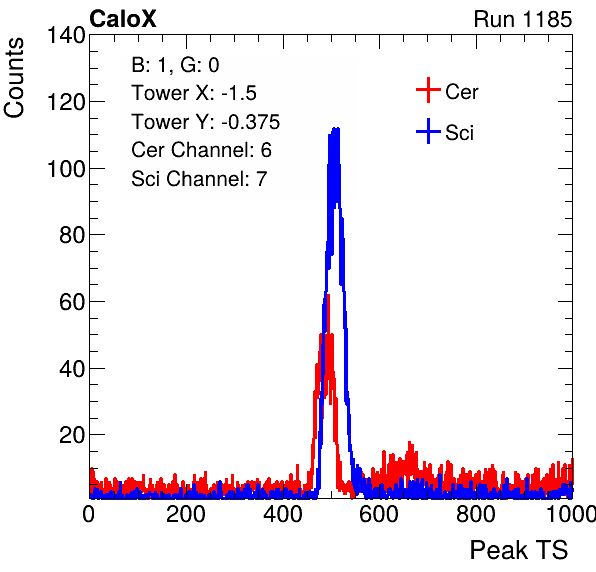 CaloX Run 1185
Counts
140
120
100
80
60
40
20
B: 1, G: 0
Tower X: -1.5
Tower Y: -0.375
Cer Channel: 6
Sci Channel: 7
Cer
Sci
0 200 400 600 800 1000
Peak TS